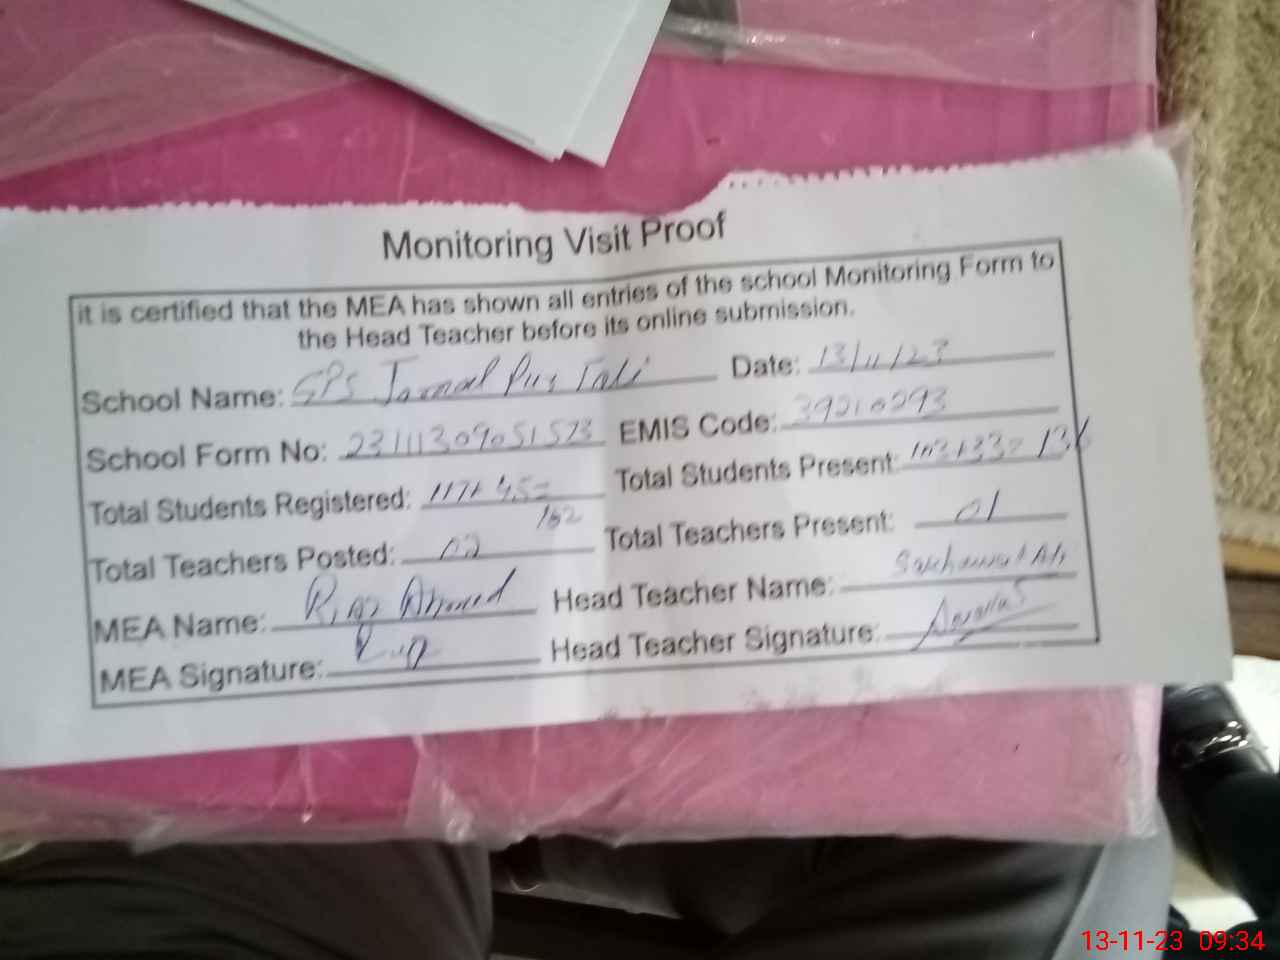 Monitoring Visit Proof
it is certified that the MEA has shown all entries of the school Monitoring Form to
the Head Teacher before its online submission.
School Name: GPS Jamal Pur Tali Date: 13/11/23
School Form No: 23111309051573 EMIS Code: 39210293
Total Students Registered: 117+45= Total Students Present: 103+33=136
162
Total Teachers Posted: 02 Total Teachers Present: 01
MEA Name: Riaz Ahmed Head Teacher Name: Sakhawat Ali
MEA Signature: Head Teacher Signature:
13-11-23 09:34